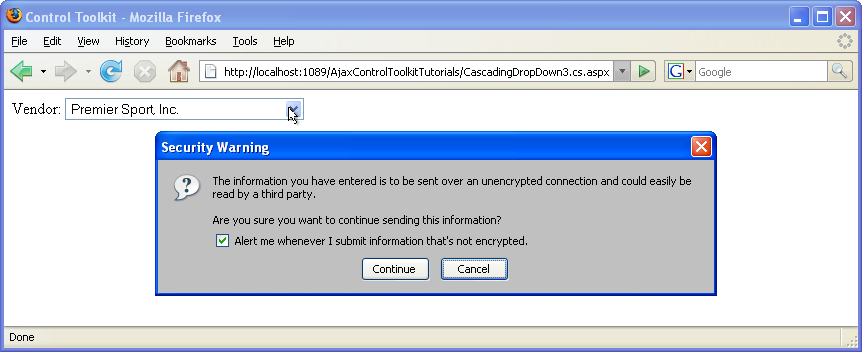 Control Toolkit - Mozilla Firefox
File Edit View History Bookmarks Tools Help
http://localhost:1089/AjaxControlToolkitTutorials/CascadingDropDown3.cs.aspx G Google
Vendor: Premier Sport, Inc.
Security Warning
The information you have entered is to be sent over an unencrypted connection and could easily be
read by a third party.
Are you sure you want to continue sending this information?
Alert me whenever I submit information that's not encrypted.
Continue Cancel
Done